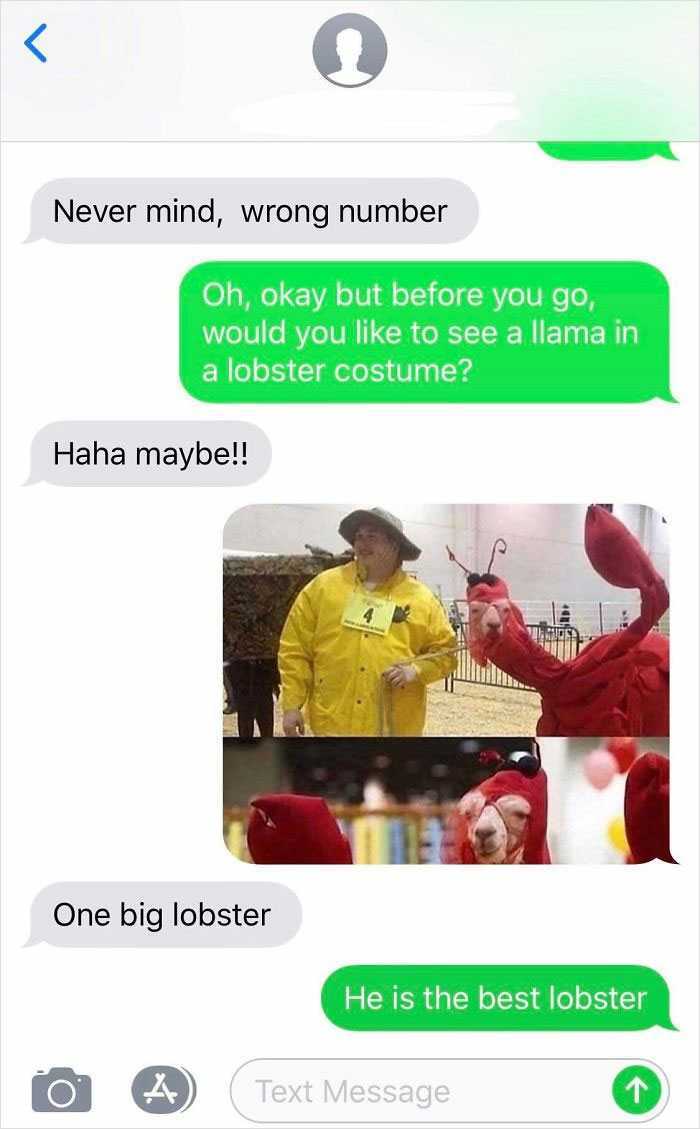 Never mind, wrong number
Oh, okay but before you go,
would you like to see a llama in
a lobster costume?
Haha maybe!!
4
One big lobster
He is the best lobster
Text Message